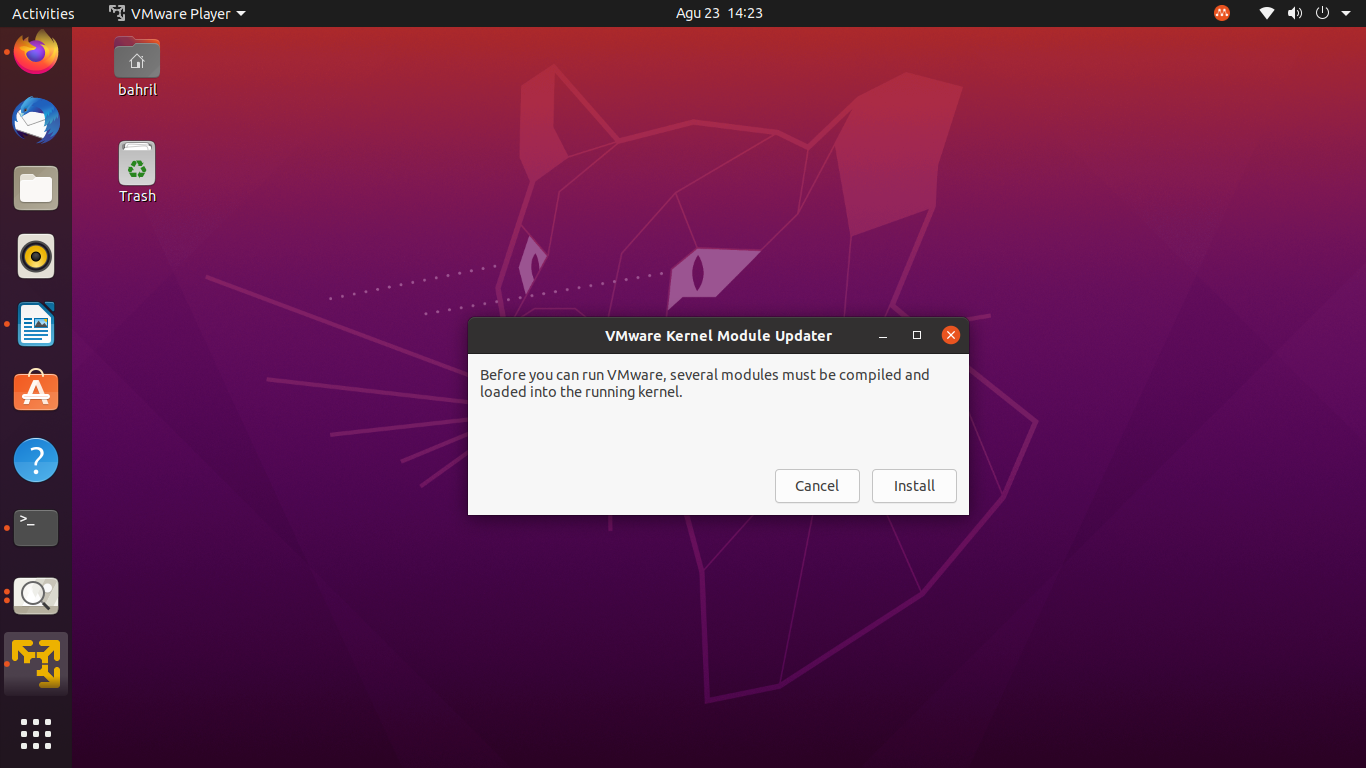 Activities
VMware Player
Agu 23 14:23
bahril
Trash
VMware Kernel Module Updater
Before you can run VMware, several modules must be compiled and
loaded into the running kernel.
Cancel
Install
>_
?